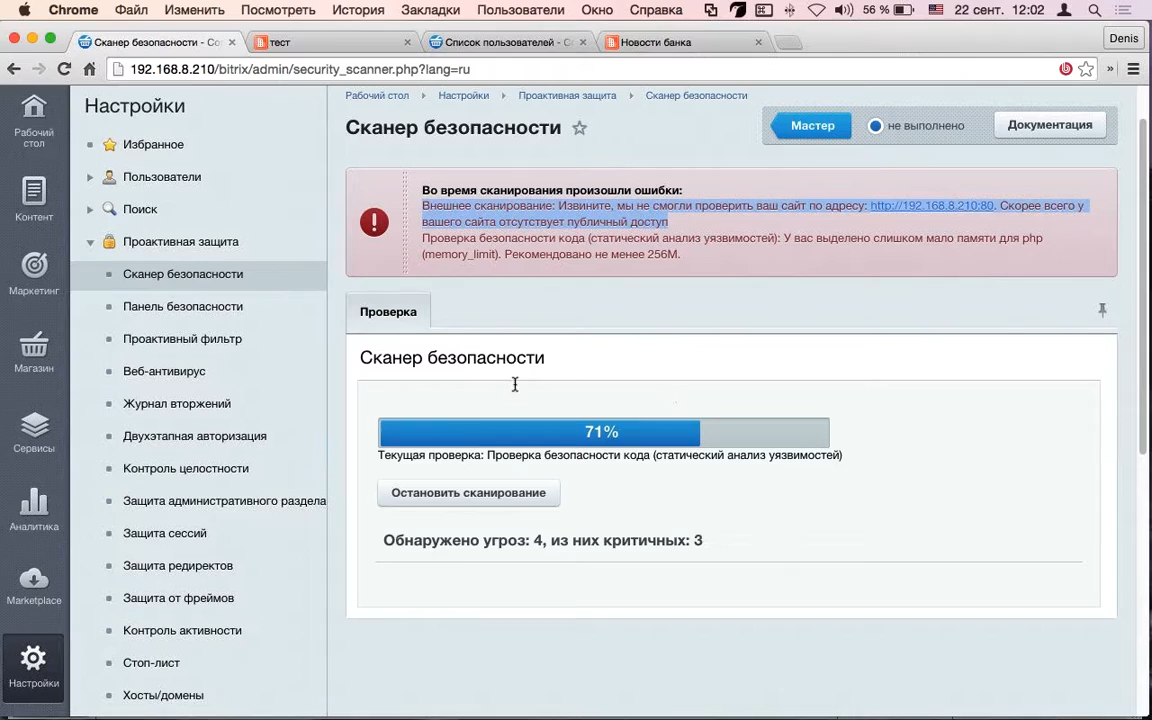 Chrome Файл Изменить Посмотреть История Закладки Пользователи Окно Справка 56 % 22 сент. 12:02
Сканер безопасности - Co тест Список пользователей - C Новости банка Denis
192.168.8.210/bitrix/admin/security_scanner.php?lang=ru »
Рабочий стол
Контент
Маркетинг
Магазин
Сервисы
Аналитика
Marketplace
Настройки
Настройки
Избранное
Пользователи
Поиск
Проактивная защита
Сканер безопасности
Панель безопасности
Проактивный фильтр
Веб-антивирус
Журнал вторжений
Двухэтапная авторизация
Контроль целостности
Защита административного раздела
Защита сессий
Защита редиректов
Защита от фреймов
Контроль активности
Стоп-лист
Хосты/домены
Рабочий стол Настройки Проактивная защита Сканер безопасности
Сканер безопасности
Мастер не выполнено Документация
Во время сканирования произошли ошибки:
Внешнее сканирование: Извините, мы не смогли проверить ваш сайт по адресу: http://192.168.8.210:80. Скорее всего у
вашего сайта отсутствует публичный доступ
Проверка безопасности кода (статический анализ уязвимостей): У вас выделено слишком мало памяти для php
(memory_limit). Рекомендовано не менее 256M.
Проверка
Сканер безопасности
71%
Текущая проверка: Проверка безопасности кода (статический анализ уязвимостей)
Остановить сканирование
Обнаружено угроз: 4, из них критичных: 3